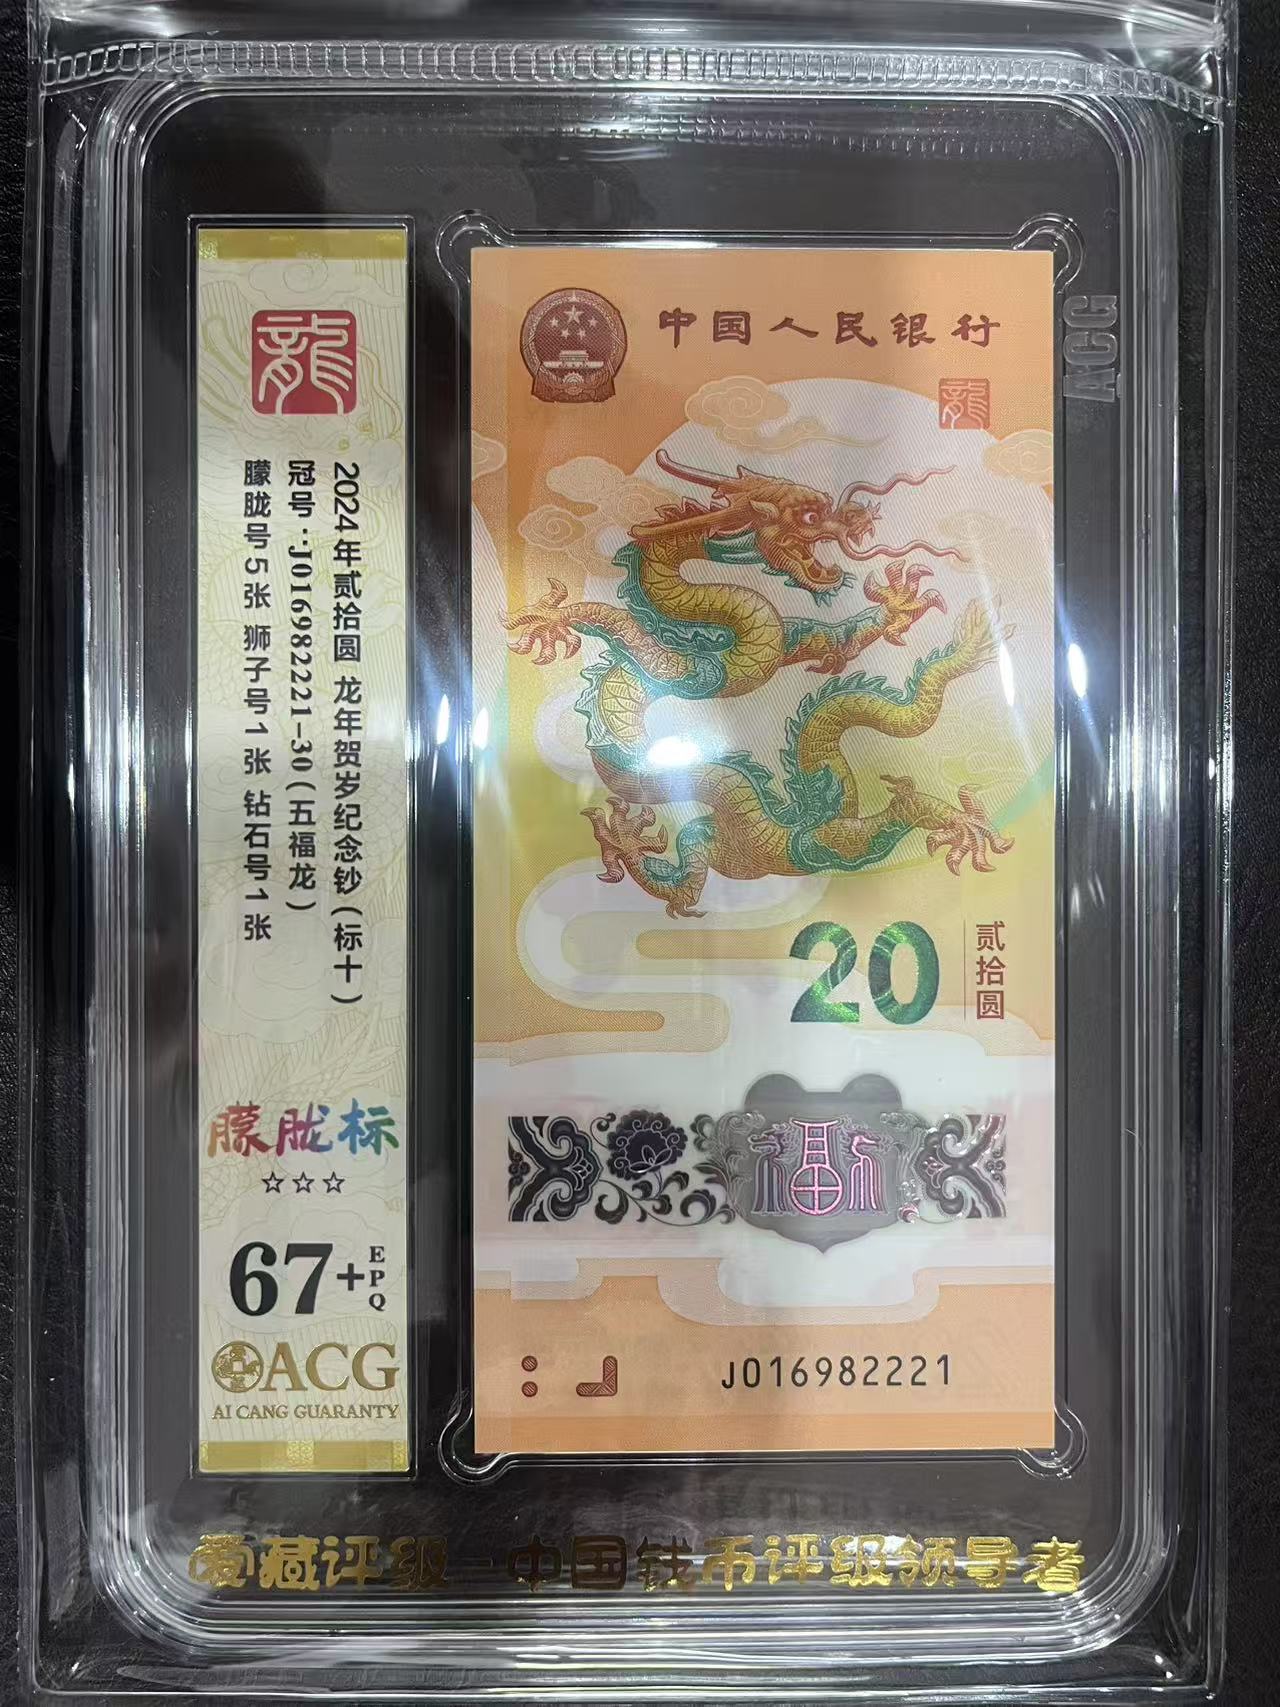 龍
2024年贰拾圆 龙年贺岁纪念钞(标十)
冠号:J016982221-30(五福龙)
朦胧号5张 狮子号1张 钻石号1张
朦胧标
☆☆☆
67+EPQ
ACG
AI CANG GUARANTY
中国人民银行
龍
20
贰拾圆
福
J016982221
ACG
爱藏评级-中国钱币评级领导者